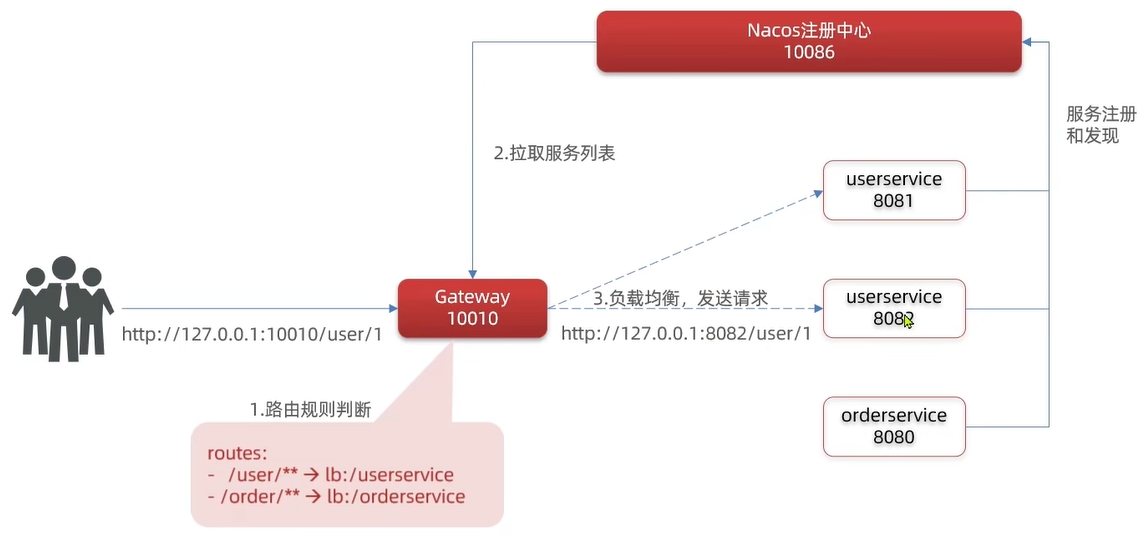 Nacos注册中心
10086
服务注册
和发现
2.拉取服务列表
userservice
8081
Gateway
10010
3.负载均衡，发送请求
userservice
8082
http://127.0.0.1:10010/user/1
http://127.0.0.1:8082/user/1
1.路由规则判断
orderservice
8080
routes:
- /user/** → lb:/userservice
- /order/** → lb:/orderservice